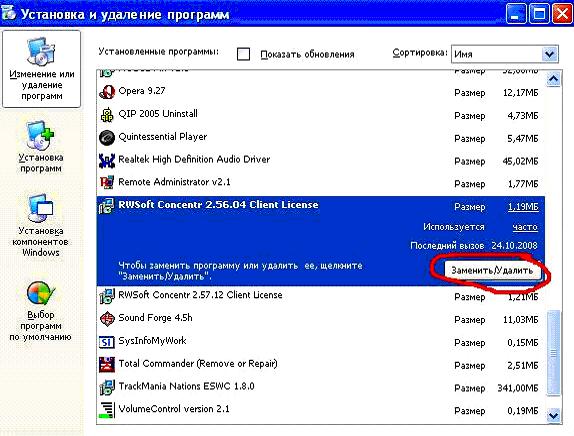 Установка и удаление программ
Изменение или
удаление
программ
Установка
программ
Установка
компонентов
Windows
Выбор
программ
по умолчанию
Установленные программы:
Показать обновления
Сортировка:
Имя
Размер
Opera 9.27 Размер 12,17МБ
QIP 2005 Uninstall Размер 4,73МБ
Quintessential Player Размер 5,47МБ
Realtek High Definition Audio Driver Размер 45,02МБ
Remote Administrator v2.1 Размер 1,77МБ
RWSoft Concentr 2.56.04 Client License Размер 1,19МБ
Используется часто
Последний вызов 24.10.2008
Чтобы заменить программу или удалить ее, щелкните
"Заменить/Удалить".
Заменить/Удалить
RWSoft Concentr 2.57.12 Client License Размер 1,21МБ
Sound Forge 4.5h Размер 11,03МБ
SysInfoMyWork Размер 0,15МБ
Total Commander (Remove or Repair) Размер 2,51МБ
TrackMania Nations ESWC 1.8.0 Размер 341,00МБ
VolumeControl version 2.1 Размер 0,19МБ